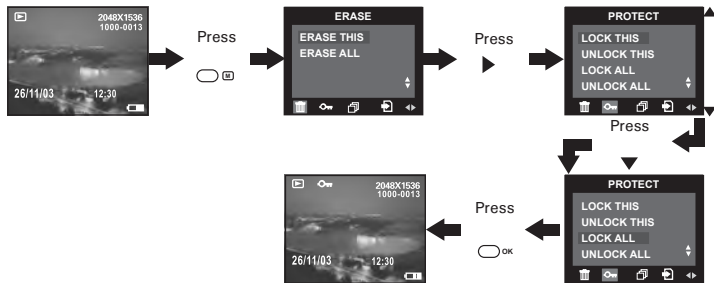 2048X1536
1000-0013
26/11/03 12:30
Press
M
ERASE
ERASE THIS
ERASE ALL
Press
PROTECT
LOCK THIS
UNLOCK THIS
LOCK ALL
UNLOCK ALL
Press
PROTECT
LOCK THIS
UNLOCK THIS
LOCK ALL
UNLOCK ALL
Press
OK
2048X1536
1000-0013
26/11/03 12:30